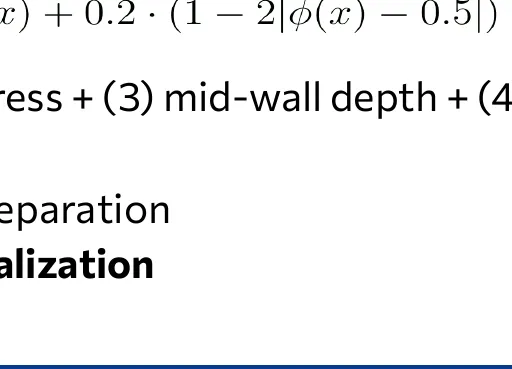 x) + 0.2 · (1 − 2|ϕ(x) − 0.5|)
ress + (3) mid-wall depth + (4
eparation
alization